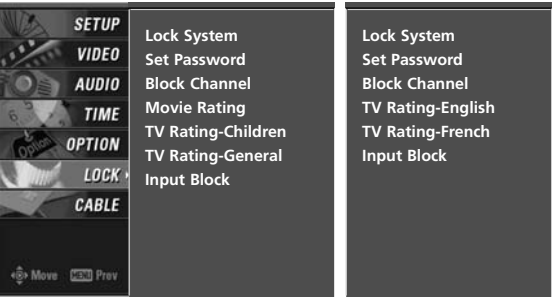 SETUP
VIDEO
AUDIO
TIME
OPTION
LOCK
CABLE
Move MENU Prev
Lock System
Set Password
Block Channel
Movie Rating
TV Rating-Children
TV Rating-General
Input Block
Lock System
Set Password
Block Channel
TV Rating-English
TV Rating-French
Input Block